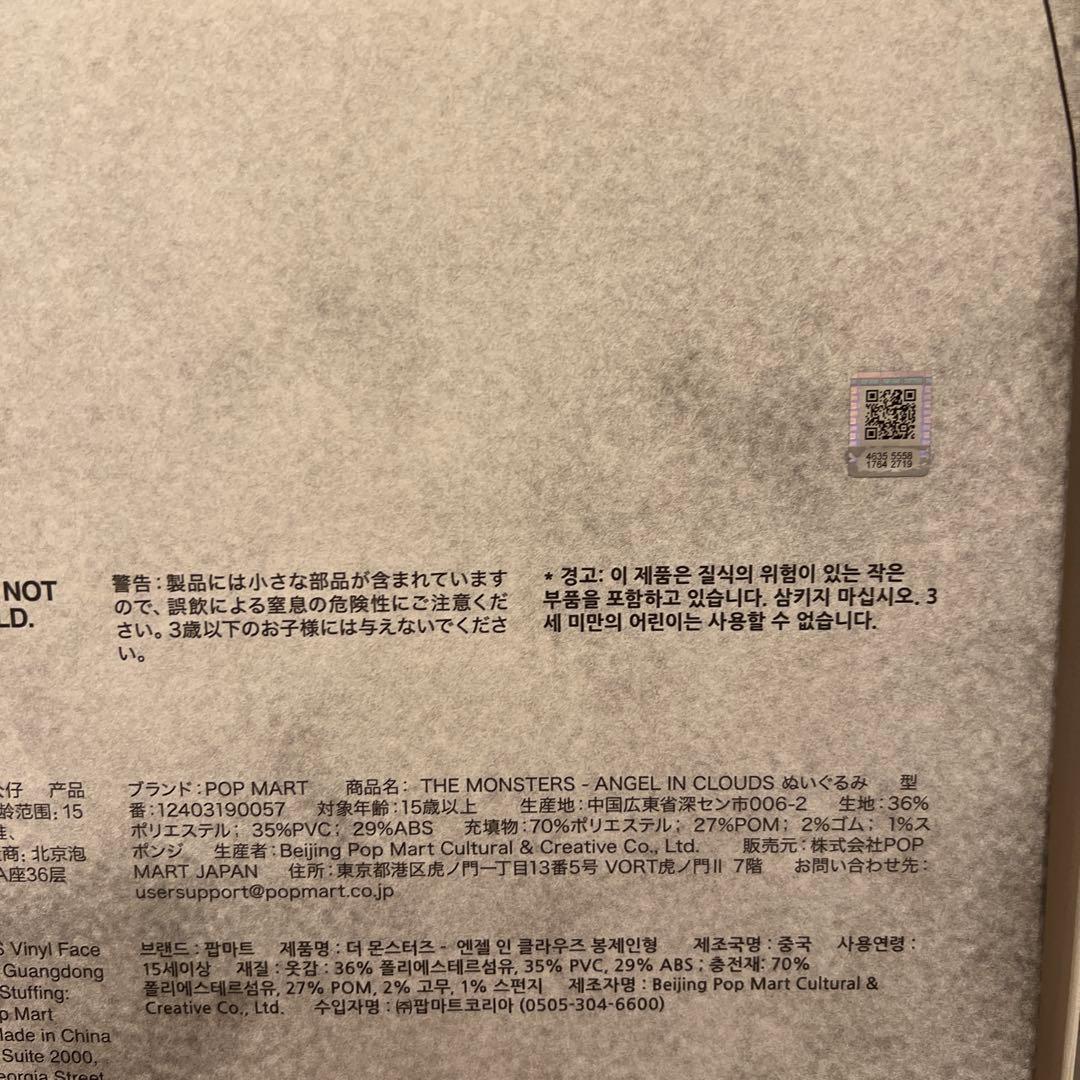 4635 5558
1764 2719
NOT
LD.
警告：製品には小さな部品が含まれています
ので、誤飲による窒息の危険性にご注意くだ
さい。3歳以下のお子様には与えないでくださ
い。
* 경고: 이 제품은 질식의 위험이 있는 작은
부품을 포함하고 있습니다. 삼키지 마십시오. 3
세 미만의 어린이는 사용할 수 없습니다.
仔 产品
龄范围：15
商：北京泡
A座36层
ブランド：POP MART 商品名： THE MONSTERS - ANGEL IN CLOUDS ぬいぐるみ 型
番：12403190057 対象年齢：15歳以上 生産地：中国広東省深セン市006-2 生地：36%
ポリエステル； 35%PVC；29%ABS 充填物：70%ポリエステル； 27%POM；2%ゴム；1%ス
ポンジ 生産者：Beijing Pop Mart Cultural & Creative Co., Ltd. 販売元：株式会社POP
MART JAPAN 住所：東京都港区虎ノ門一丁目13番5号 VORT虎ノ門II 7階 お問い合わせ先：
usersupport@popmart.co.jp
S Vinyl Face
Guangdong
Stuffing:
p Mart
Made in China
Suite 2000,
eorgia Street
브랜드 : 팝마트 제품명 : 더 몬스터즈 - 엔젤 인 클라우즈 봉제인형 제조국명 : 중국 사용연령 :
15세이상 재질 : 옷감 : 36% 폴리에스테르섬유, 35% PVC, 29% ABS ; 충전재: 70%
폴리에스테르섬유, 27% POM, 2% 고무, 1% 스펀지 제조자명 : Beijing Pop Mart Cultural &
Creative Co., Ltd. 수입자명 : ㈜팝마트코리아 (0505-304-6600)